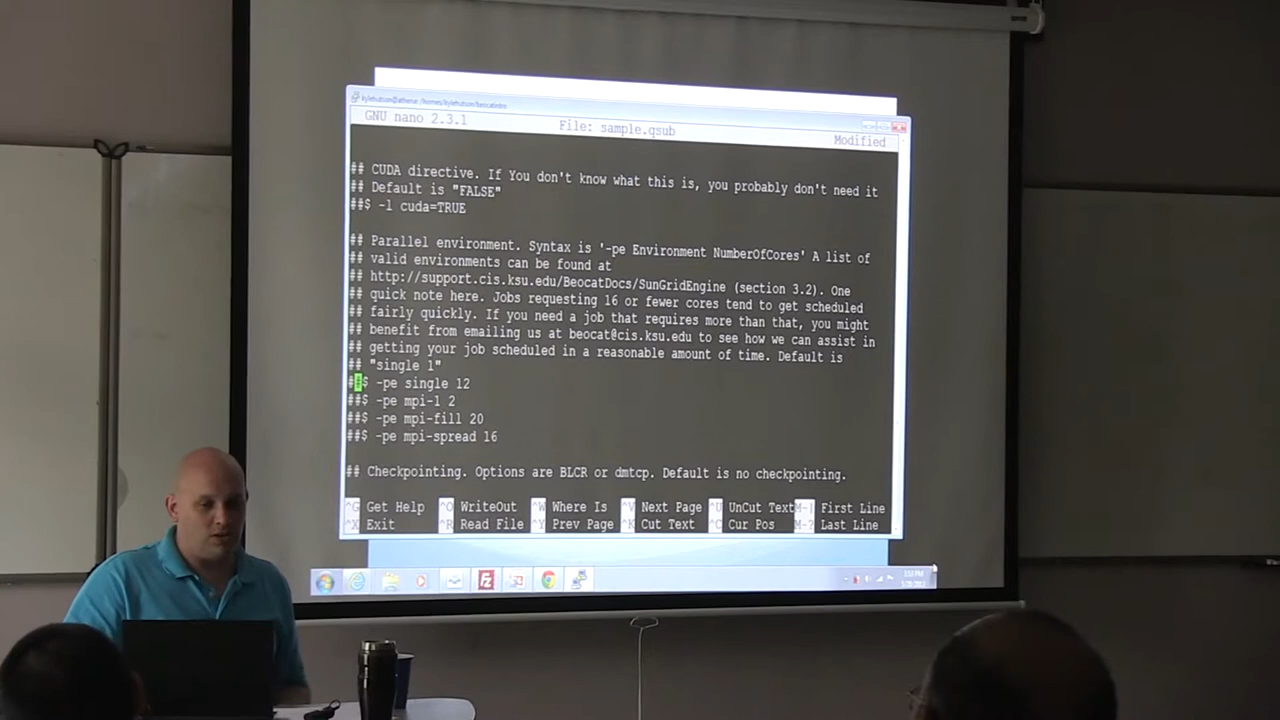 kylehutson@athena: /homes/kylehutson/beocatintro
GNU nano 2.3.1 File: sample.qsub Modified
## CUDA directive. If You don't know what this is, you probably don't need it
## Default is "FALSE"
##$ -l cuda=TRUE
## Parallel environment. Syntax is '-pe Environment NumberOfCores' A list of
## valid environments can be found at
## http://support.cis.ksu.edu/BeocatDocs/SunGridEngine (section 3.2). One
## quick note here. Jobs requesting 16 or fewer cores tend to get scheduled
## fairly quickly. If you need a job that requires more than that, you might
## benefit from emailing us at beocat@cis.ksu.edu to see how we can assist in
## getting your job scheduled in a reasonable amount of time. Default is
## "single 1"
##$ -pe single 12
##$ -pe mpi-1 2
##$ -pe mpi-fill 20
##$ -pe mpi-spread 16
## Checkpointing. Options are BLCR or dmtcp. Default is no checkpointing.
^G Get Help ^O WriteOut ^W Where Is ^V Next Page ^U UnCut Text M-| First Line
^X Exit ^R Read File ^Y Prev Page ^K Cut Text ^C Cur Pos M-? Last Line
3:53 PM